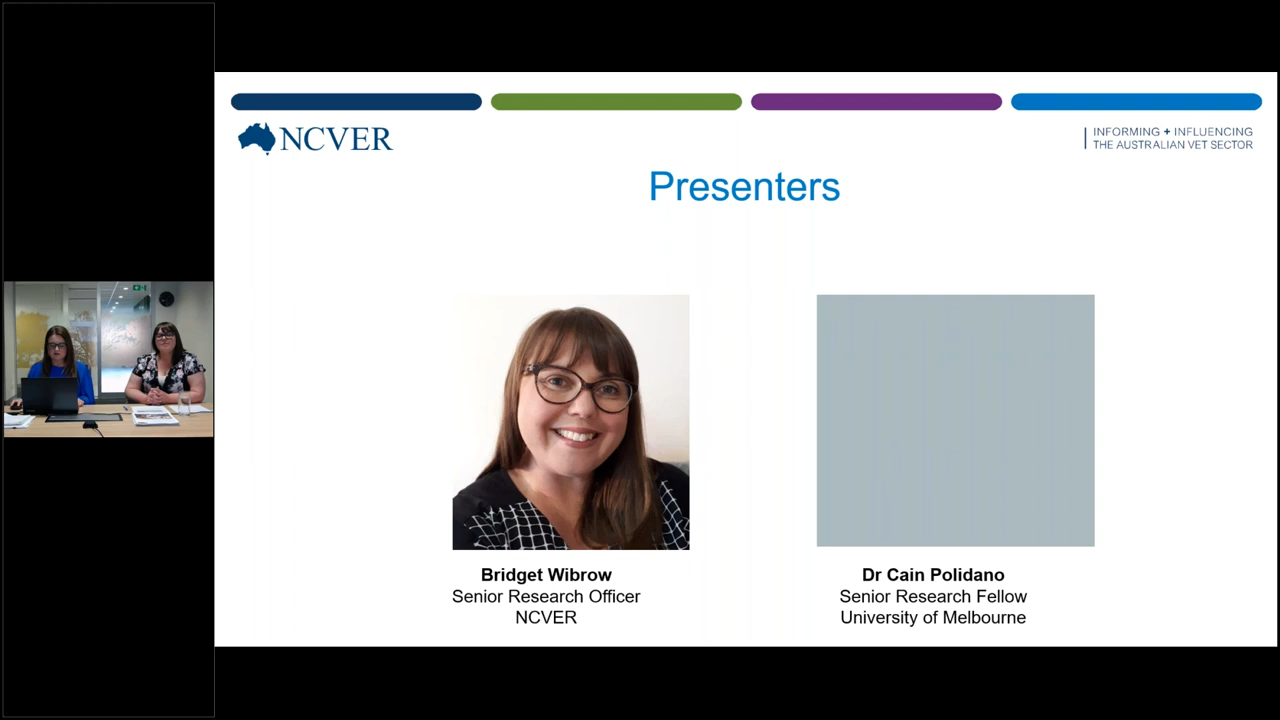 NCVER
INFORMING + INFLUENCING
THE AUSTRALIAN VET SECTOR
Presenters
Bridget Wibrow
Senior Research Officer
NCVER
Dr Cain Polidano
Senior Research Fellow
University of Melbourne